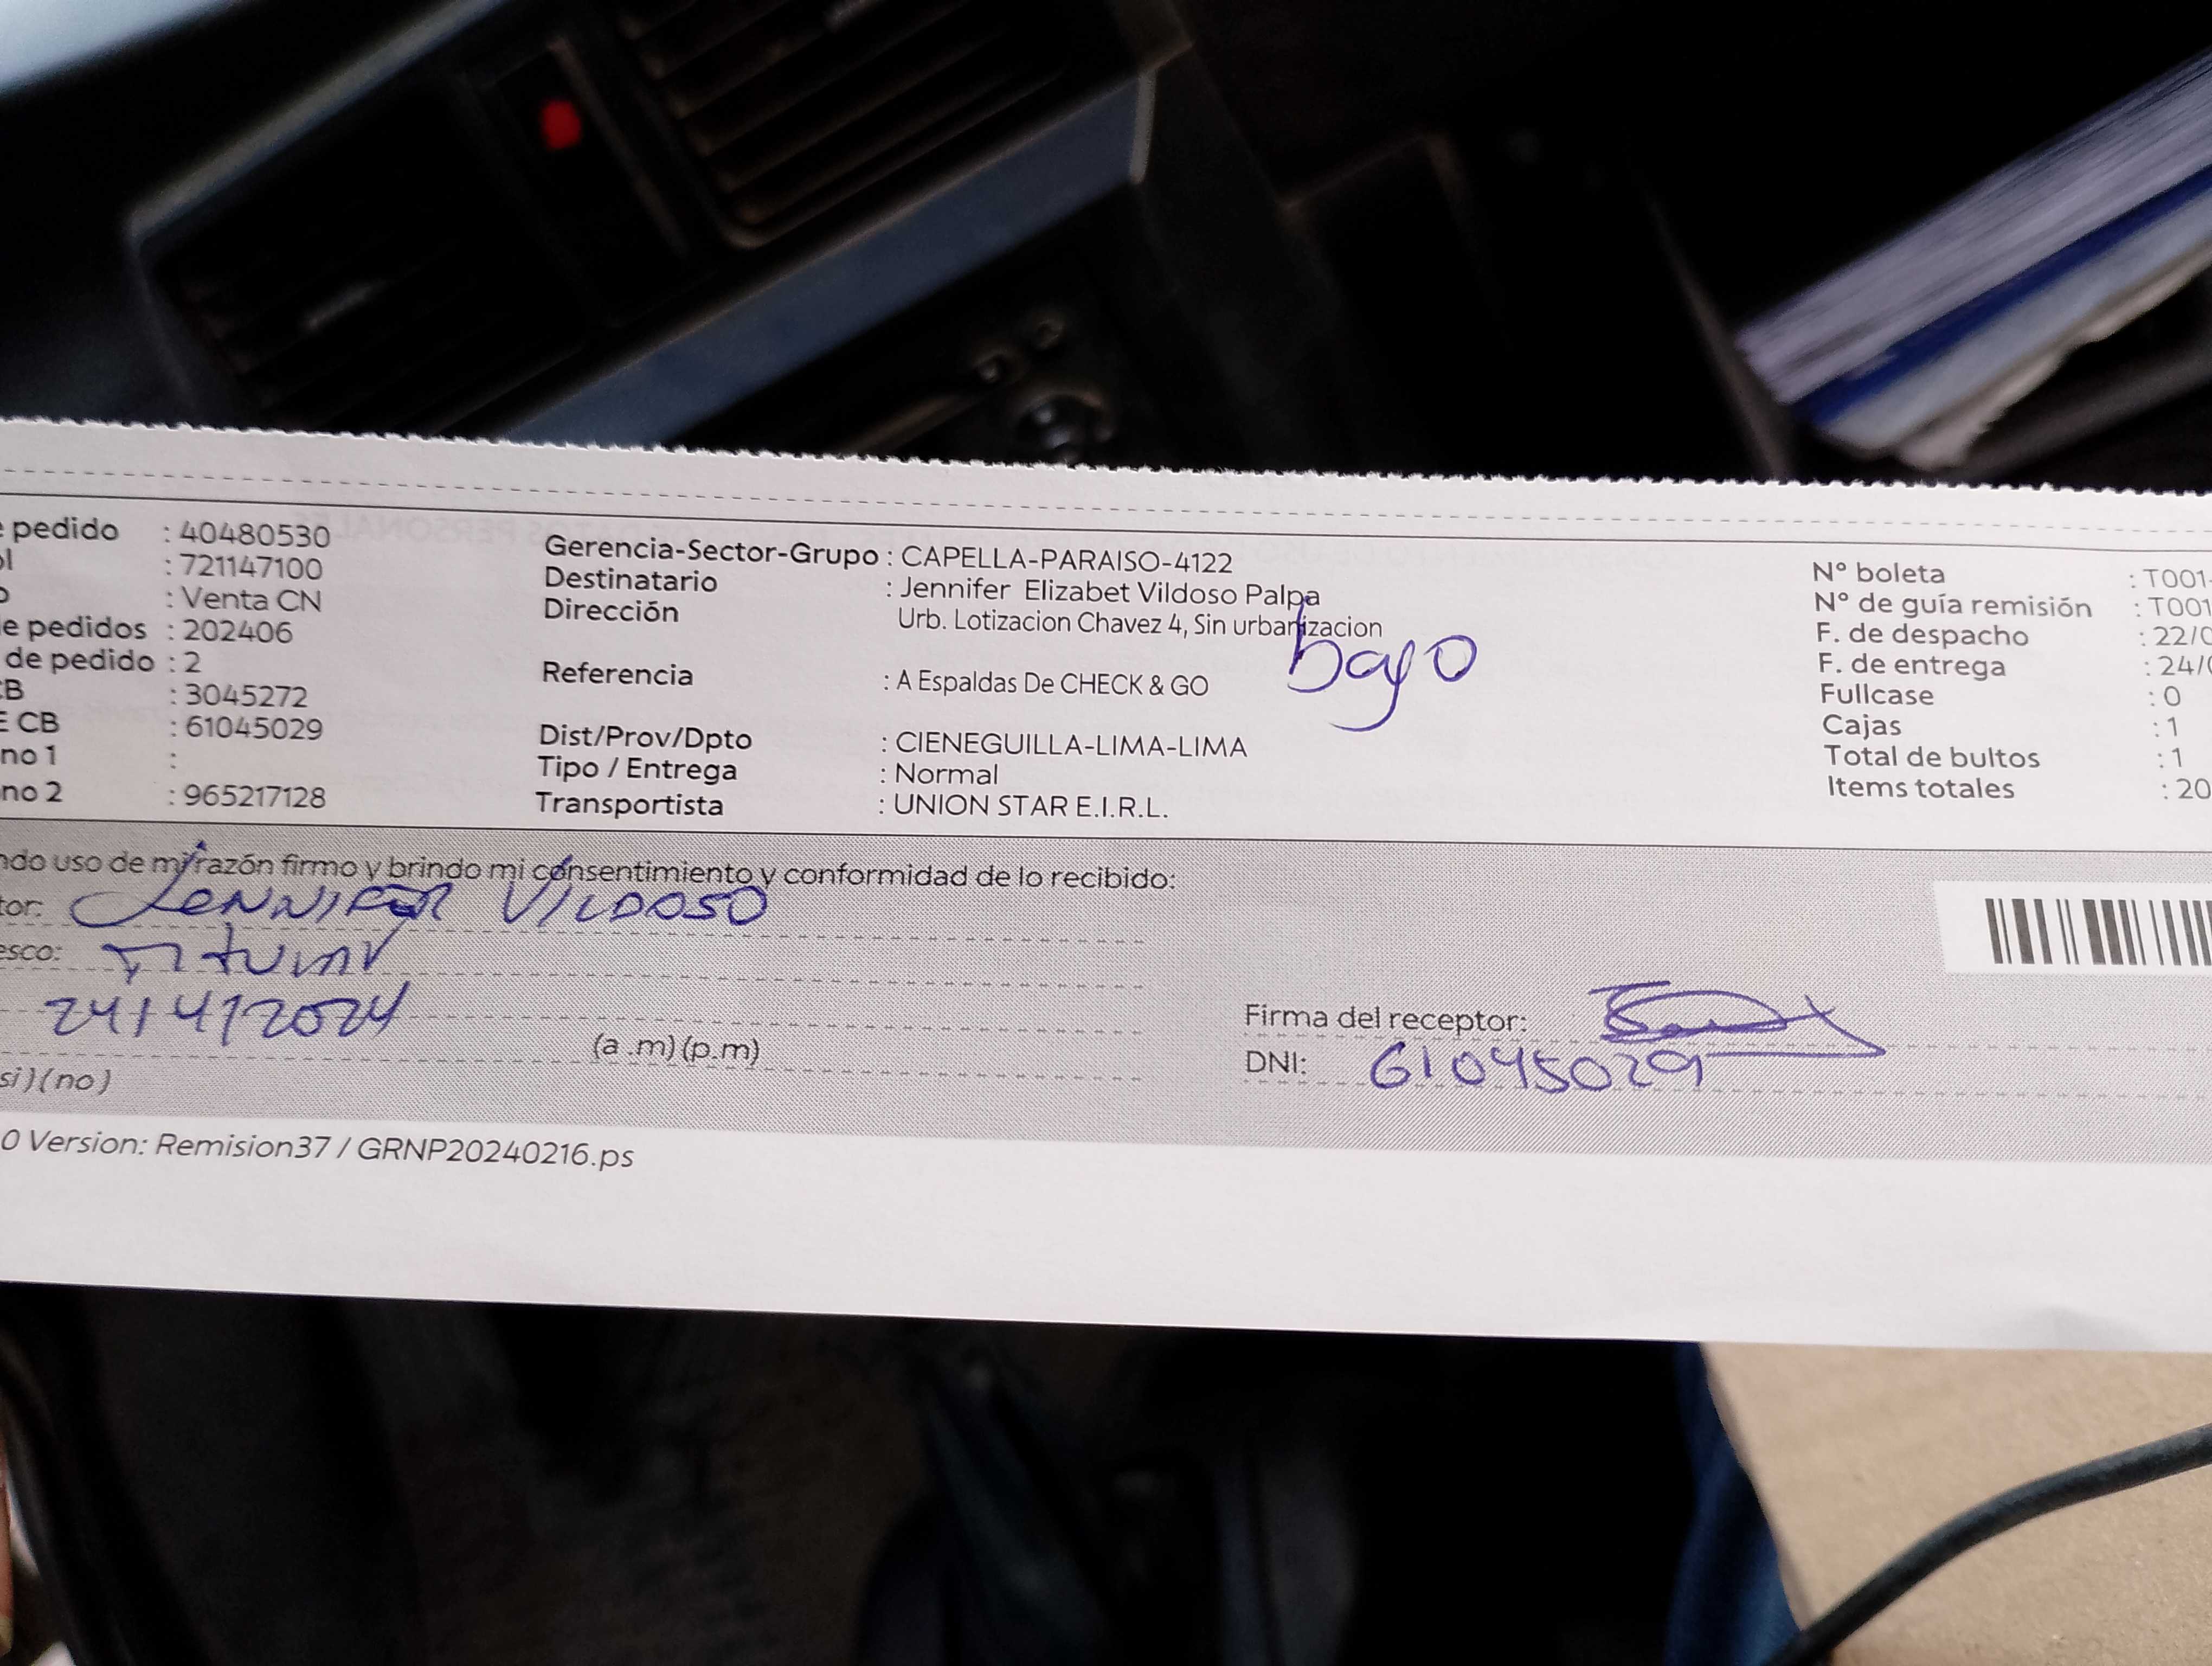 e pedido : 40480530
ol : 721147100
o : Venta CN
e pedidos : 202406
de pedido : 2
CB : 3045272
E CB : 61045029
no 1 :
no 2 : 965217128
Gerencia-Sector-Grupo : CAPELLA-PARAISO-4122
Destinatario : Jennifer Elizabet Vildoso Palpa
Dirección Urb. Lotizacion Chavez 4, Sin urbanizacion
bajo
Referencia : A Espaldas De CHECK & GO
Dist/Prov/Dpto : CIENEGUILLA-LIMA-LIMA
Tipo / Entrega : Normal
Transportista : UNION STAR E.I.R.L.
N° boleta : T001-
N° de guía remisión : T001
F. de despacho : 22/0
F. de entrega : 24/0
Fullcase : 0
Cajas : 1
Total de bultos : 1
Items totales : 20
ndo uso de mi razón firmo y brindo mi consentimiento y conformidad de lo recibido:
tor: JENNIFER VILDOSO
esco: Titular
24/4/2024
(a .m) (p.m)
si) (no)
Firma del receptor:
DNI: 61045029
0 Version: Remision37 / GRNP20240216.ps